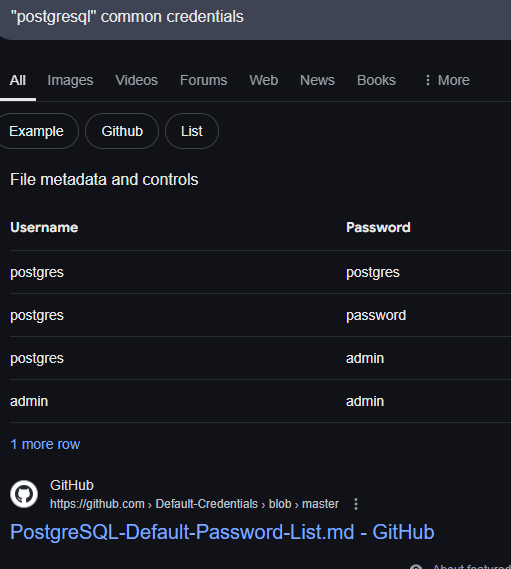 "postgresql" common credentials
All Images Videos Forums Web News Books More
Example Github List
File metadata and controls
Username Password
postgres postgres
postgres password
postgres admin
admin admin
1 more row
GitHub
https://github.com › Default-Credentials › blob › master
PostgreSQL-Default-Password-List.md - GitHub
About featured